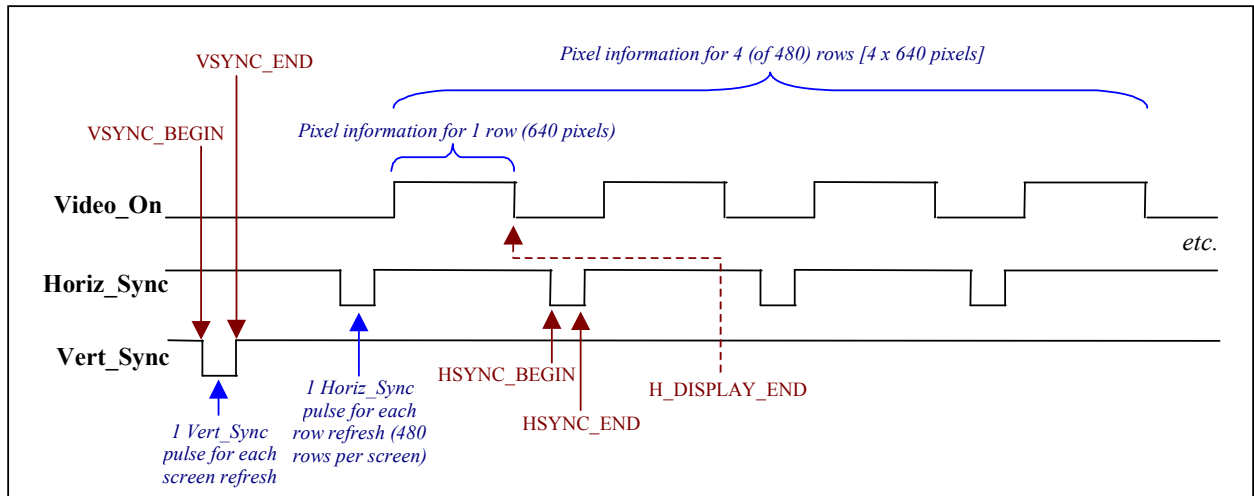 Pixel information for 4 (of 480) rows [4 x 640 pixels]
VSYNC_END
Pixel information for 1 row (640 pixels)
VSYNC_BEGIN
Video_On
etc.
Horiz_Sync
Vert_Sync
HSYNC_BEGIN
H_DISPLAY_END
HSYNC_END
1 Horiz_Sync
pulse for each
row refresh (480
rows per screen)
1 Vert_Sync
pulse for each
screen refresh